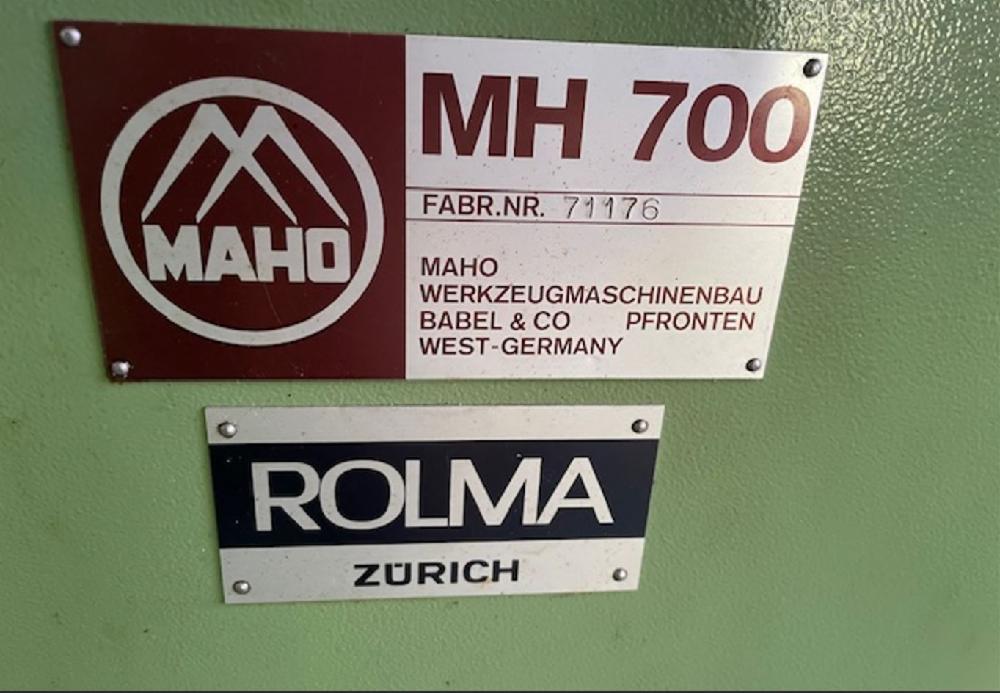 MAHO
MH 700
FABR.NR. 71176
MAHO
WERKZEUGMASCHINENBAU
BABEL & CO PFRONTEN
WEST-GERMANY
ROLMA
ZÜRICH